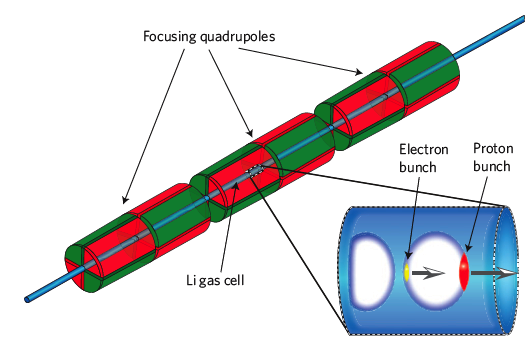 Focusing quadrupoles
Electron
bunch
Proton
bunch
Li gas cell